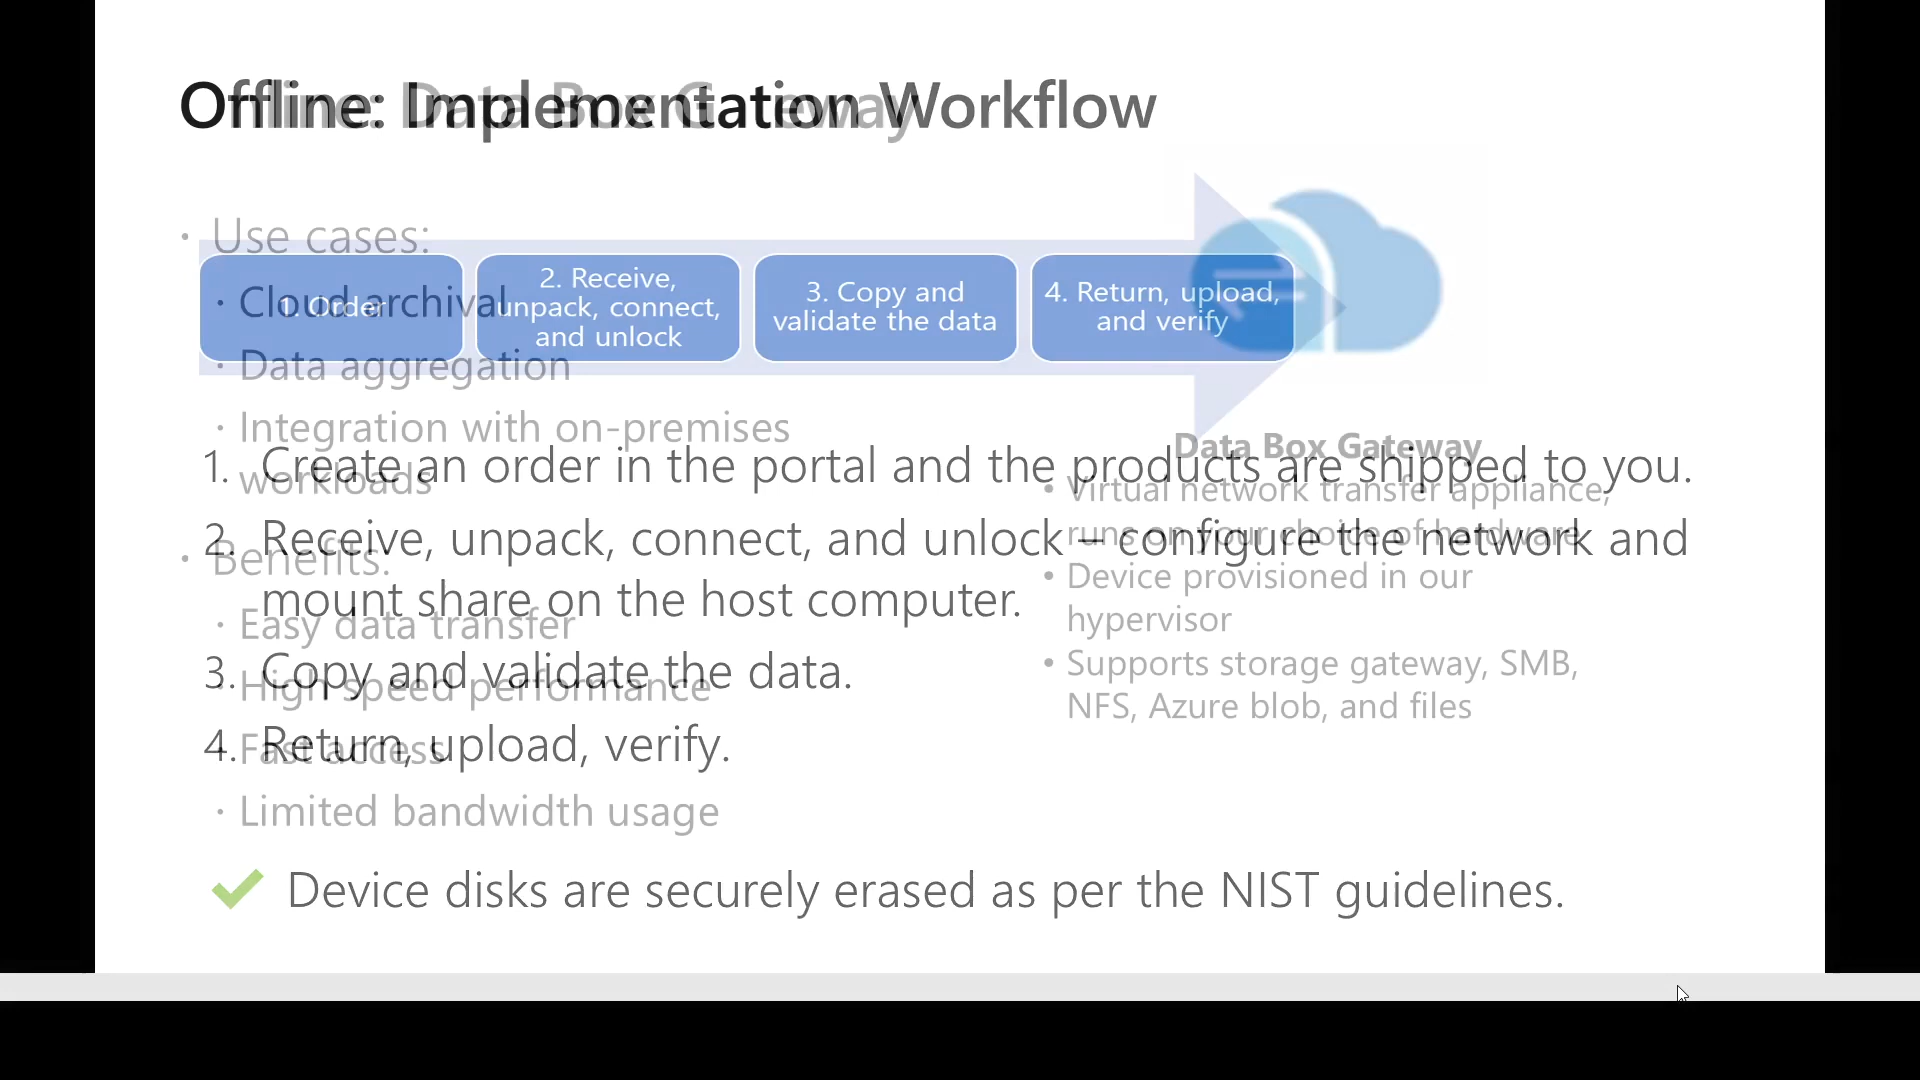 Offline: Implementation Workflow
1. Order
2. Receive,
unpack, connect,
and unlock
3. Copy and
validate the data
4. Return, upload,
and verify
1. Create an order in the portal and the products are shipped to you.
2. Receive, unpack, connect, and unlock – configure the network and
mount share on the host computer.
3. Copy and validate the data.
4. Return, upload, verify.
Device disks are securely erased as per the NIST guidelines.
Data Box Gateway
• Use cases:
• Cloud archival
• Data aggregation
• Integration with on-premises
workloads
• Benefits:
• Easy data transfer
• High speed performance
• Fast access
• Limited bandwidth usage
Data Box Gateway
• Virtual network transfer appliance,
runs on your choice of hardware
• Device provisioned in our
hypervisor
• Supports storage gateway, SMB,
NFS, Azure blob, and files